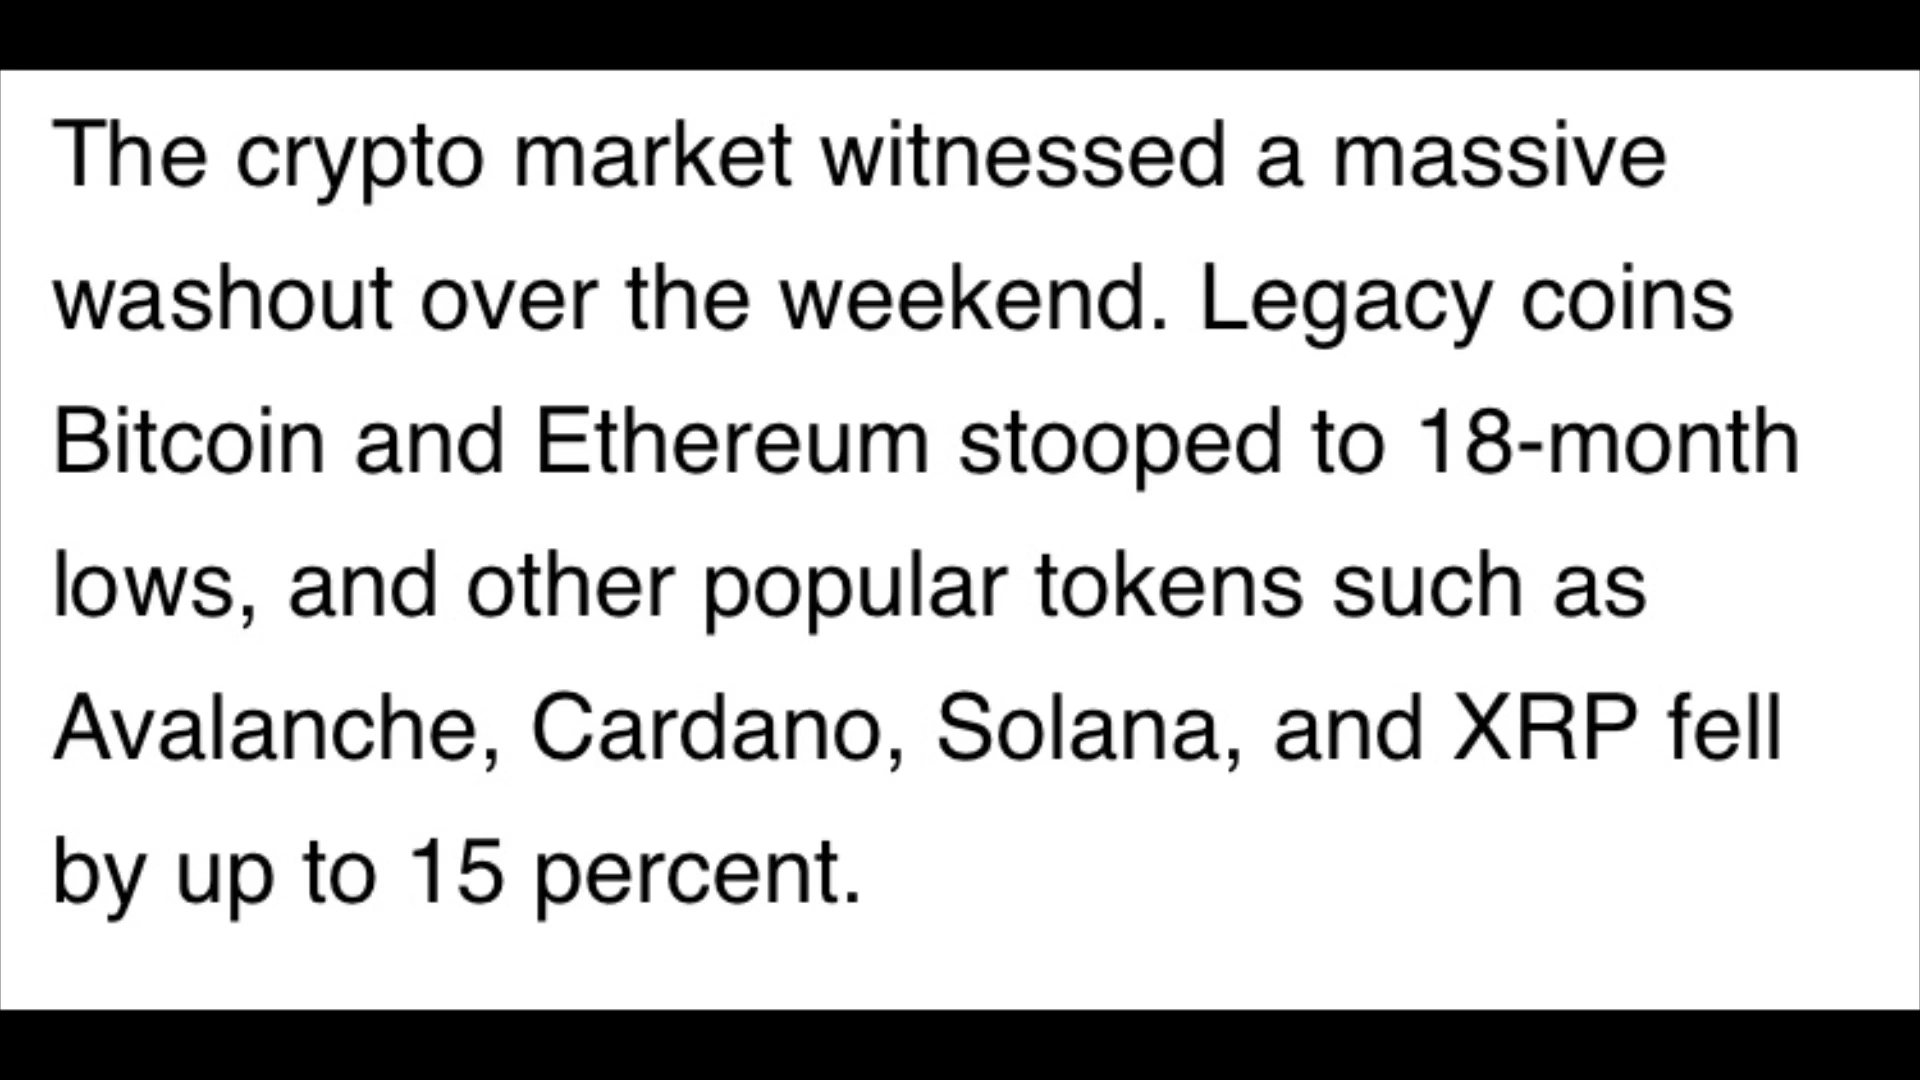 The crypto market witnessed a massive
washout over the weekend. Legacy coins
Bitcoin and Ethereum stooped to 18-month
lows, and other popular tokens such as
Avalanche, Cardano, Solana, and XRP fell
by up to 15 percent.